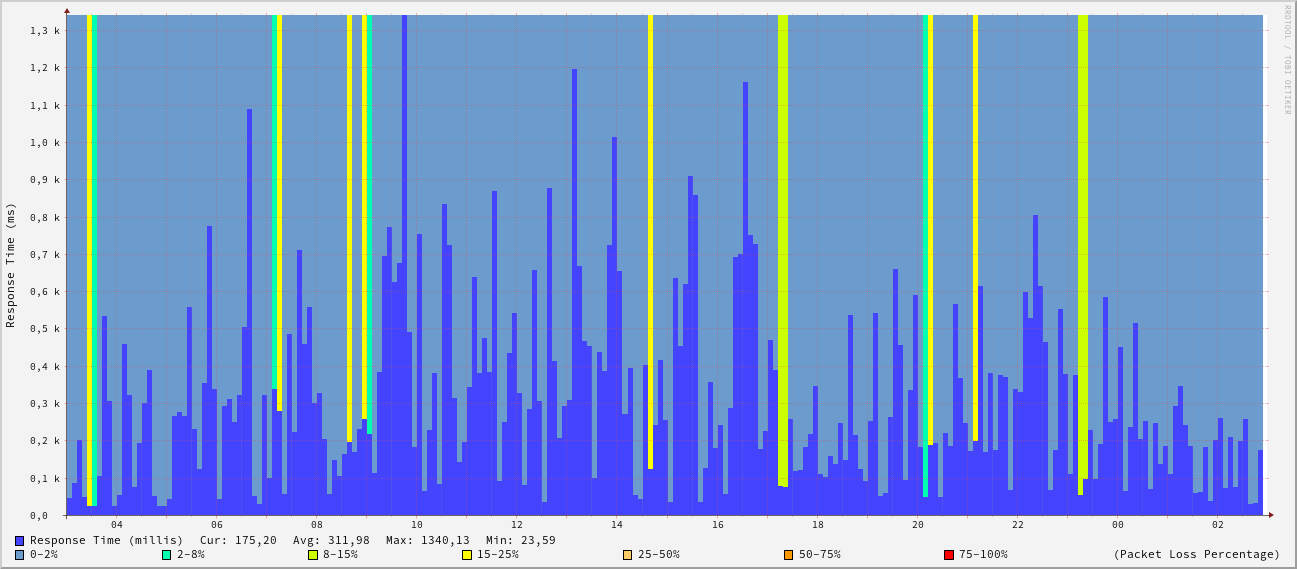 RRDTOOL / TOBI OETIKER
Response Time (ms)
1,3 k
1,2 k
1,1 k
1,0 k
0,9 k
0,8 k
0,7 k
0,6 k
0,5 k
0,4 k
0,3 k
0,2 k
0,1 k
0,0
04 06 08 10 12 14 16 18 20 22 00 02
Response Time (millis) Cur: 175,20 Avg: 311,98 Max: 1340,13 Min: 23,59
0-2% 2-8% 8-15% 15-25% 25-50% 50-75% 75-100% (Packet Loss Percentage)